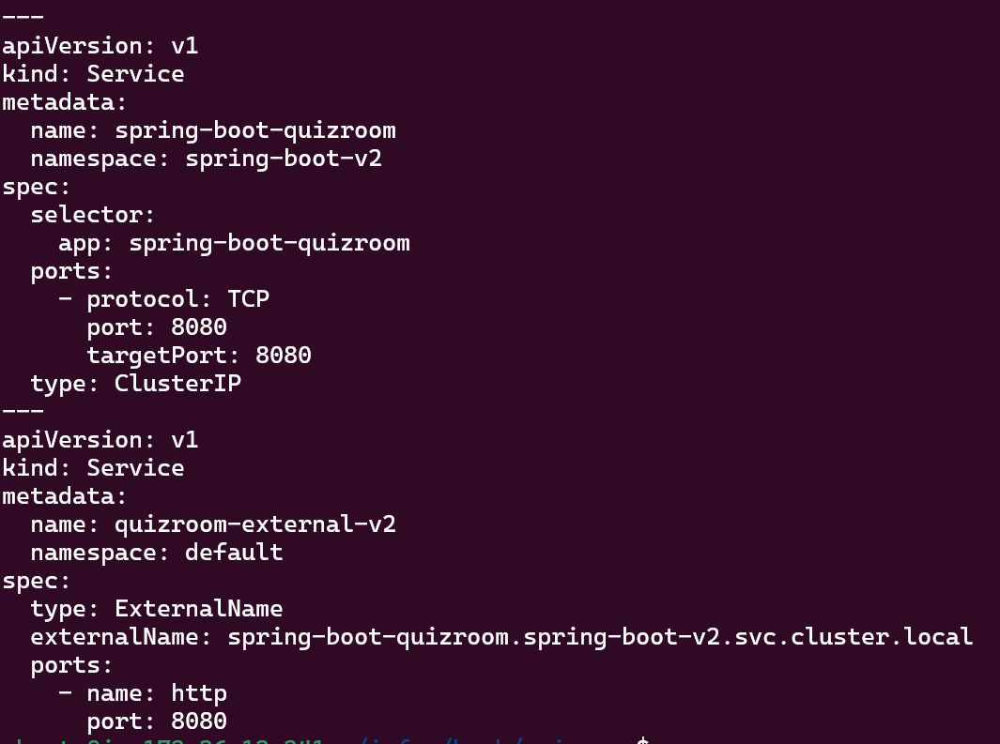 ---
apiVersion: v1
kind: Service
metadata:
  name: spring-boot-quizroom
  namespace: spring-boot-v2
spec:
  selector:
    app: spring-boot-quizroom
  ports:
    - protocol: TCP
      port: 8080
      targetPort: 8080
  type: ClusterIP
---
apiVersion: v1
kind: Service
metadata:
  name: quizroom-external-v2
  namespace: default
spec:
  type: ExternalName
  externalName: spring-boot-quizroom.spring-boot-v2.svc.cluster.local
  ports:
    - name: http
      port: 8080
$